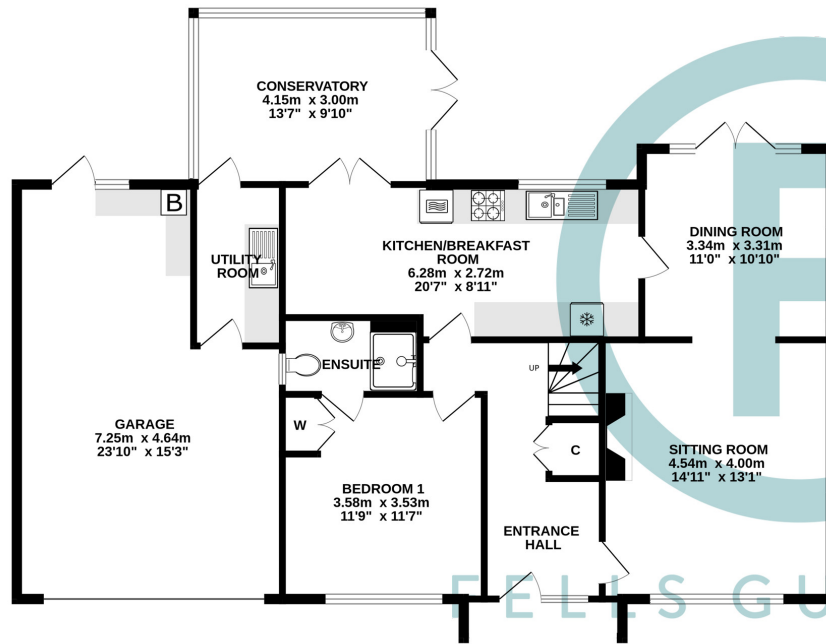 CONSERVATORY
4.15m x 3.00m
13'7" x 9'10"
B
UTILITY
ROOM
KITCHEN/BREAKFAST
ROOM
6.28m x 2.72m
20'7" x 8'11"
DINING ROOM
3.34m x 3.31m
11'0" x 10'10"
ENSUITE
UP
W
C
GARAGE
7.25m x 4.64m
23'10" x 15'3"
BEDROOM 1
3.58m x 3.53m
11'9" x 11'7"
SITTING ROOM
4.54m x 4.00m
14'11" x 13'1"
ENTRANCE
HALL
FELLS GU